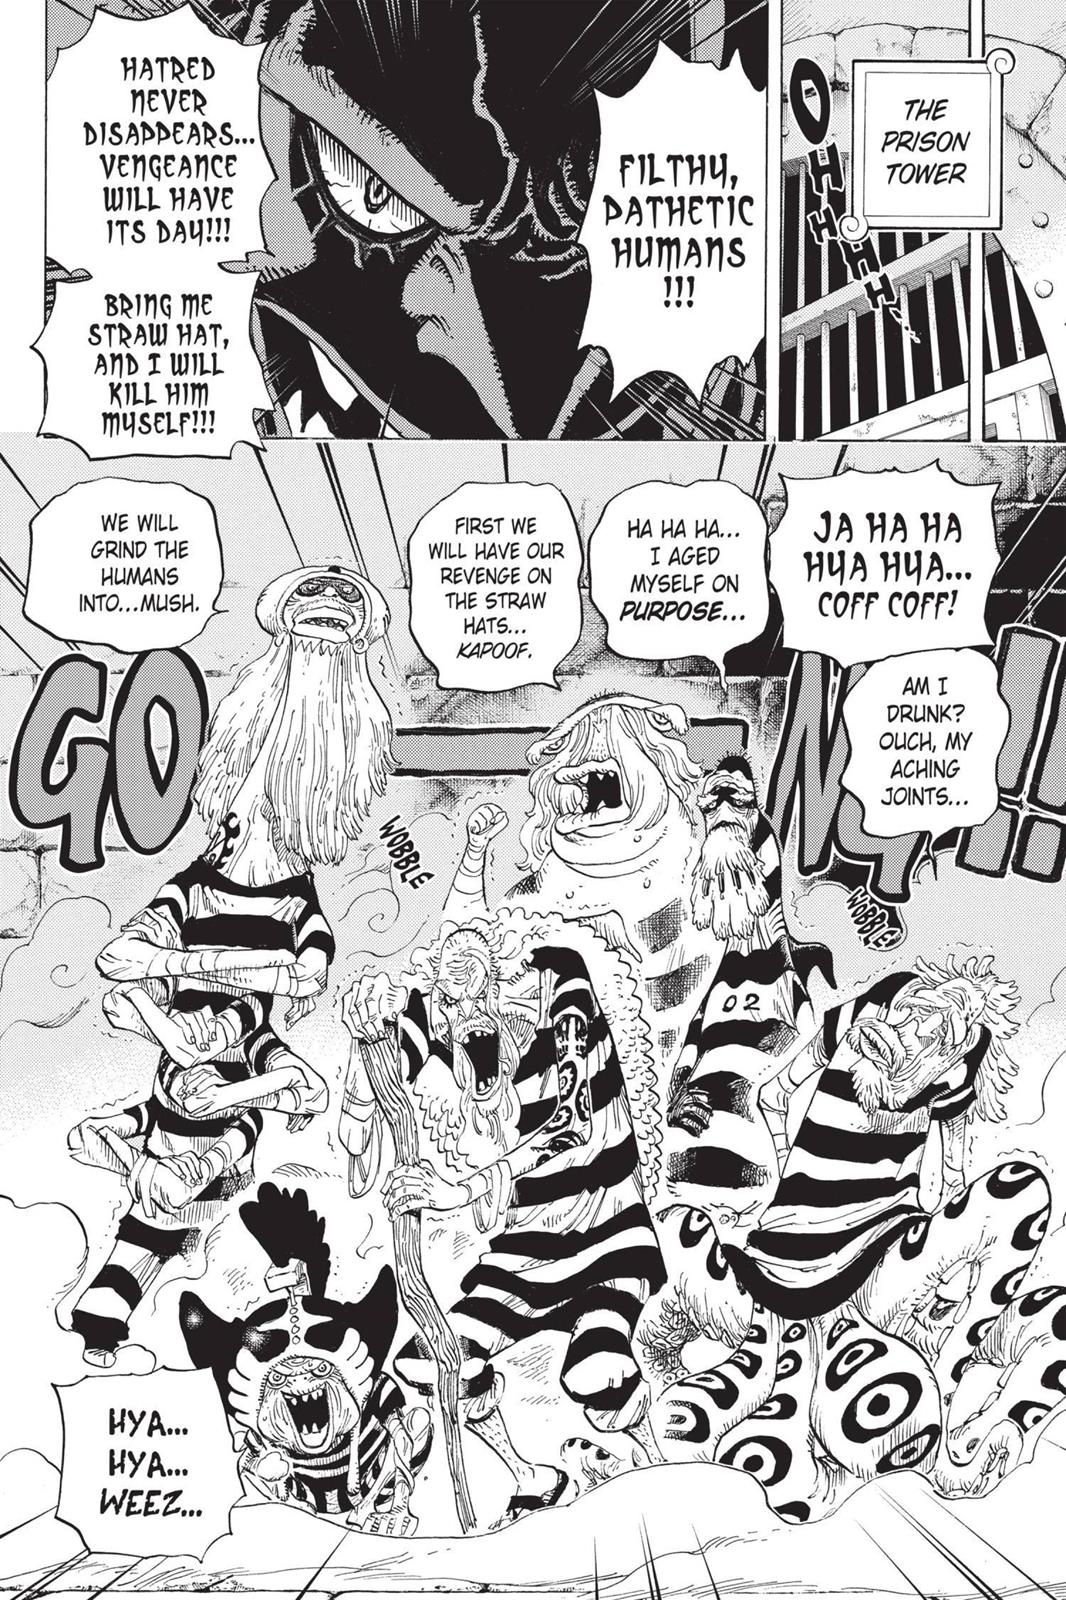 THE
PRISON
TOWER
OHHHHH...
FILTHY,
PATHETIC
HUMANS
!!!
HATRED
NEVER
DISAPPEARS...
VENGEANCE
WILL HAVE
ITS DAY!!!
BRING ME
STRAW HAT,
AND I WILL
KILL HIM
MYSELF!!!
JA HA HA
HYA HYA...
COFF COFF!
AM I
DRUNK?
OUCH, MY
ACHING
JOINTS...
HA HA HA...
I AGED
MYSELF ON
PURPOSE...
FIRST WE
WILL HAVE OUR
REVENGE ON
THE STRAW
HATS...
KAPOOF.
WE WILL
GRIND THE
HUMANS
INTO...MUSH.
GO—NG!!
WOBBLE
WOBBLE
02
HYA...
HYA...
WEEZ...